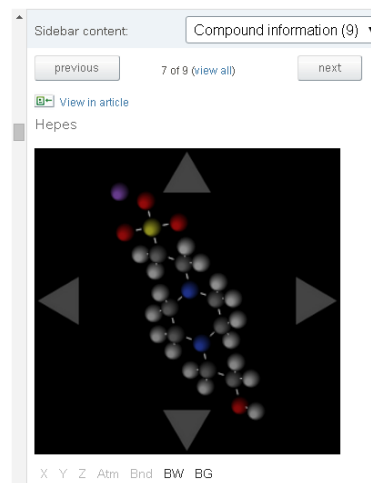 Sidebar content: Compound information (9)
previous 7 of 9 (view all) next
View in article
Hepes
X Y Z Atm Bnd BW BG